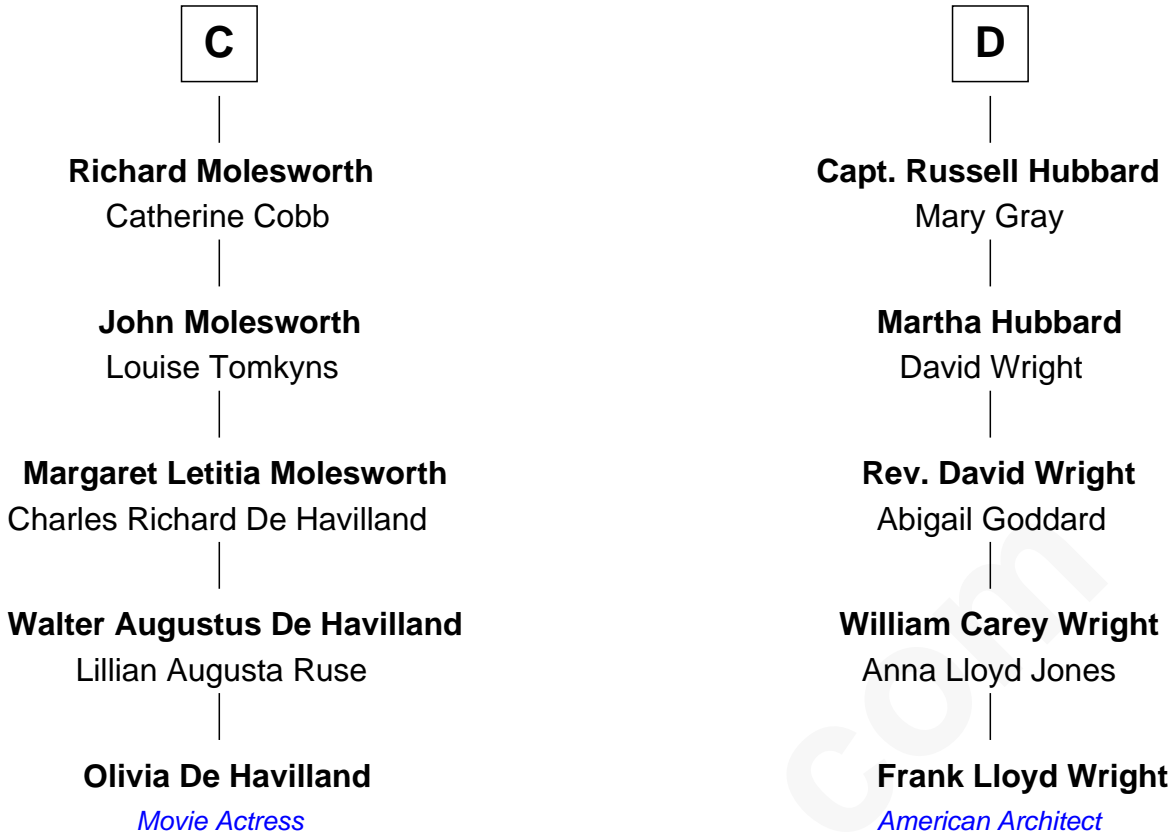 C
Richard Molesworth
Catherine Cobb
John Molesworth
Louise Tomkyns
Margaret Letitia Molesworth
Charles Richard De Havilland
Walter Augustus De Havilland
Lillian Augusta Ruse
Olivia De Havilland
Movie Actress
D
Capt. Russell Hubbard
Mary Gray
Martha Hubbard
David Wright
Rev. David Wright
Abigail Goddard
William Carey Wright
Anna Lloyd Jones
Frank Lloyd Wright
American Architect
com